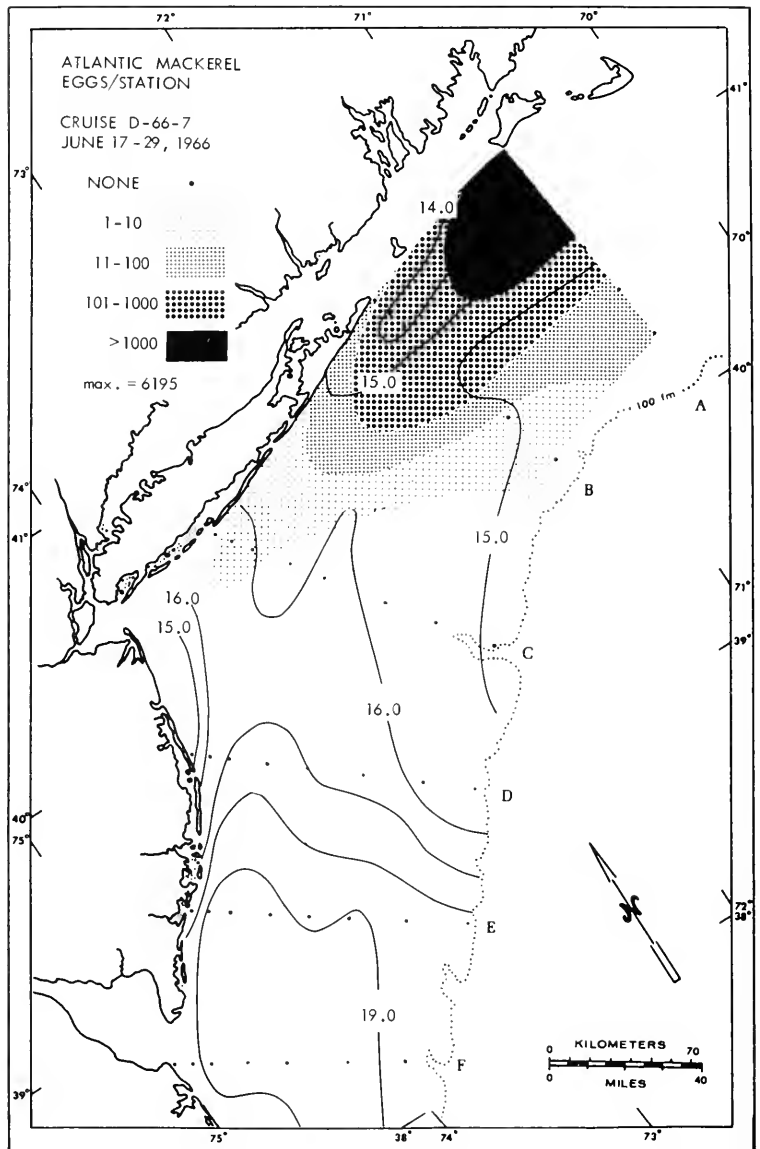 72°
71°
70°
ATLANTIC MACKEREL
EGGS/STATION
41°
CRUISE D-66-7
JUNE 17-29, 1966
73°
NONE
1-10
11-100
101-1000
>1000
max. = 6195
14.0
70°
15.0
40°
100 fm
A
74°
41°
B
15.0
71°
39°
16.0
15.0
C
16.0
D
40°
75°
72°
38°
E
N
19.0
F
KILOMETERS
0 70
0 40
MILES
39°
75°
38°
74°
73°